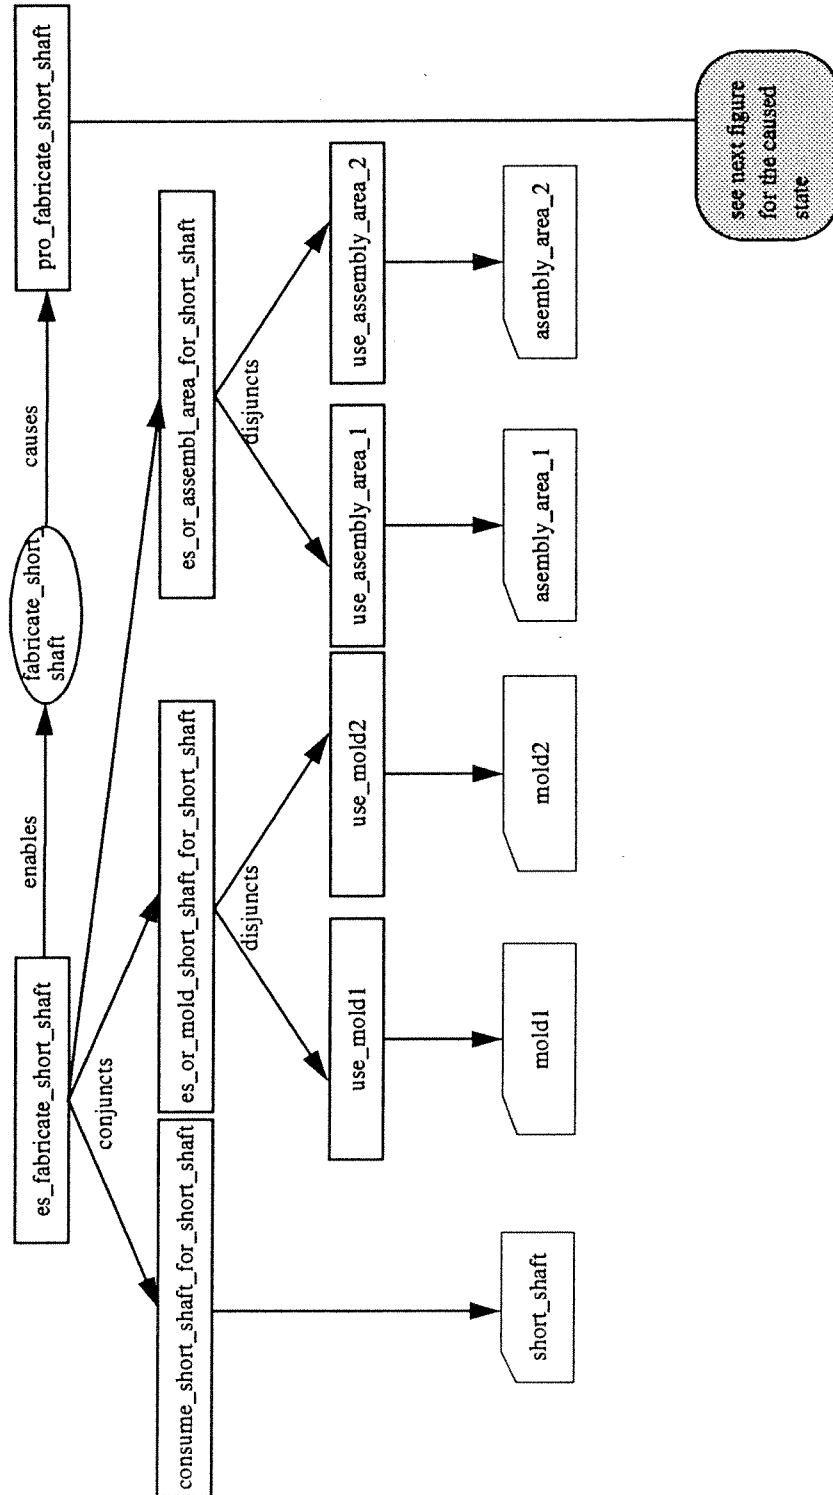 es_fabricate_short_shaft
enables
fabricate_short_
shaft
causes
pro_fabricate_short_shaft
conjuncts
consume_short_shaft_for_short_shaft
es_or_mold_short_shaft_for_short_shaft
es_or_assembl_area_for_short_shaft
disjuncts
disjuncts
use_mold1
use_mold2
use_asembly_area_1
use_assembly_area_2
short_shaft
mold1
mold2
asembly_area_1
asembly_area_2
see next figure
for the caused
state